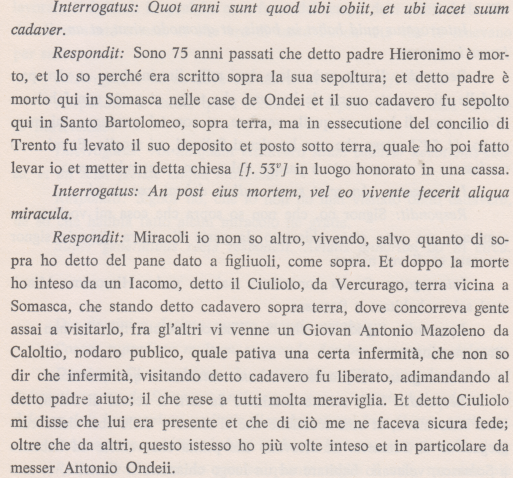 Interrogatus: Quot anni sunt quod ubi obiit, et ubi iacet suum
cadaver.
Respondit: Sono 75 anni passati che detto padre Hieronimo è mor-
to, et lo so perché era scritto sopra la sua sepoltura; et detto padre è
morto qui in Somasca nelle case de Ondei et il suo cadavero fu sepolto
qui in Santo Bartolomeo, sopra terra, ma in essecutione del concilio di
Trento fu levato il suo deposito et posto sotto terra, quale ho poi fatto
levar io et metter in detta chiesa [f. 53v] in luogo honorato in una cassa.
Interrogatus: An post eius mortem, vel eo vivente fecerit aliqua
miracula.
Respondit: Miracoli io non so altro, vivendo, salvo quanto di so-
pra ho detto del pane dato a figliuoli, come sopra. Et doppo la morte
ho inteso da un Iacomo, detto il Ciuliolo, da Vercurago, terra vicina a
Somasca, che stando detto cadavero sopra terra, dove concorreva gente
assai a visitarlo, fra gl'altri vi venne un Giovan Antonio Mazoleno da
Caloltio, nodaro publico, quale pativa una certa infermità, che non so
dir che infermità, visitando detto cadavero fu liberato, adimandando al
detto padre aiuto; il che rese a tutti molta meraviglia. Et detto Ciuliolo
mi disse che lui era presente et che di ciò me ne faceva sicura fede;
oltre che da altri, questo istesso ho più volte inteso et in particolare da
messer Antonio Ondeii.